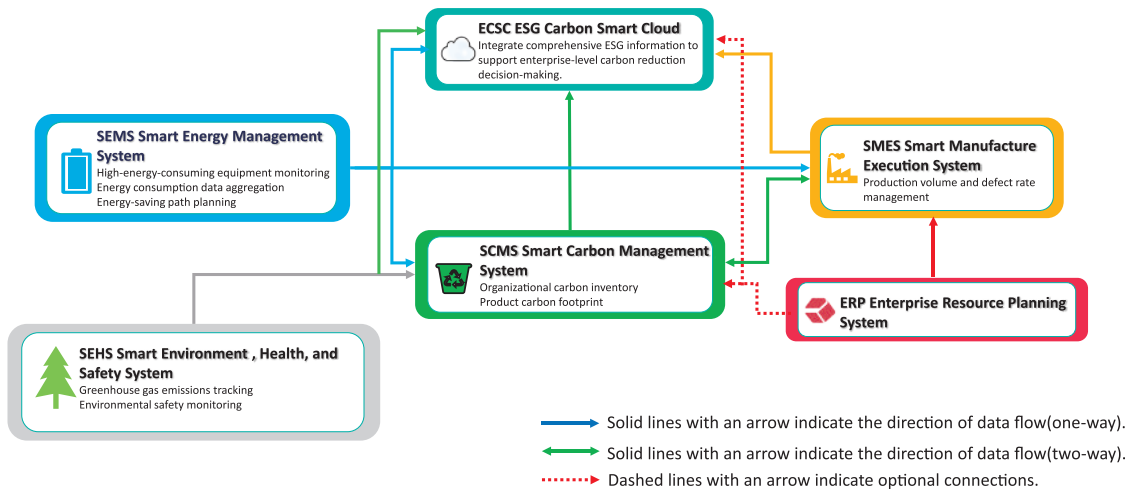 ECSC ESG Carbon Smart Cloud
Integrate comprehensive ESG information to
support enterprise-level carbon reduction
decision-making.
SEMS Smart Energy Management
System
High-energy-consuming equipment monitoring
Energy consumption data aggregation
Energy-saving path planning
SMES Smart Manufacture
Execution System
Production volume and defect rate
management
SCMS Smart Carbon Management
System
Organizational carbon inventory
Product carbon footprint
ERP Enterprise Resource Planning
System
SEHS Smart Environment , Health, and
Safety System
Greenhouse gas emissions tracking
Environmental safety monitoring
Solid lines with an arrow indicate the direction of data flow(one-way).
Solid lines with an arrow indicate the direction of data flow(two-way).
Dashed lines with an arrow indicate optional connections.